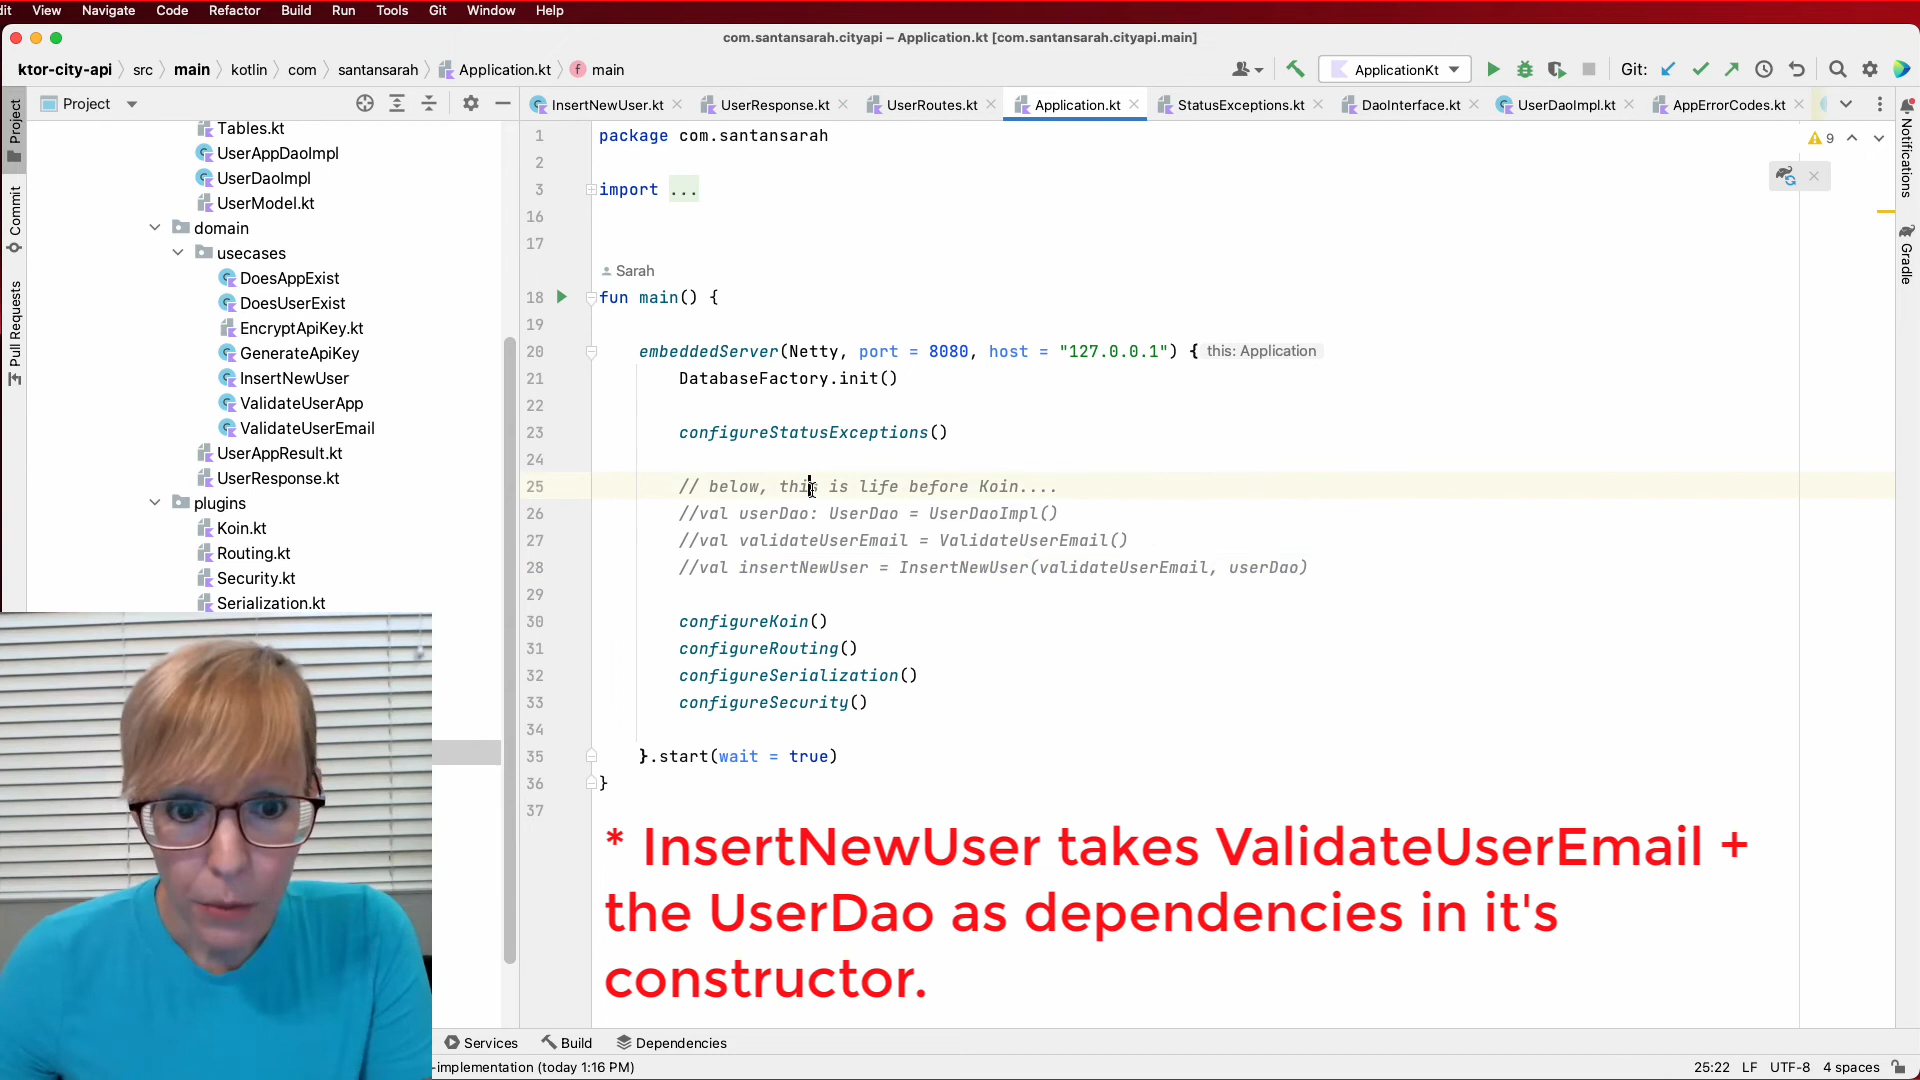 dit View Navigate Code Refactor Build Run Tools Git Window Help
com.santansarah.cityapi – Application.kt [com.santansarah.cityapi.main]
ktor-city-api src main kotlin com santansarah Application.kt main
ApplicationKt
Git:
Project
InsertNewUser.kt UserResponse.kt UserRoutes.kt Application.kt StatusExceptions.kt DaoInterface.kt UserDaoImpl.kt AppErrorCodes.kt
Project
Commit
Pull Requests
Tables.kt
UserAppDaoImpl
UserDaoImpl
UserModel.kt
domain
usecases
DoesAppExist
DoesUserExist
EncryptApiKey.kt
GenerateApiKey
InsertNewUser
ValidateUserApp
ValidateUserEmail
UserAppResult.kt
UserResponse.kt
plugins
Koin.kt
Routing.kt
Security.kt
Serialization.kt
1 package com.santansarah
2
3 import ...
16
17
Sarah
18 fun main() {
19
20 embeddedServer(Netty, port = 8080, host = "127.0.0.1") { this: Application
21 DatabaseFactory.init()
22
23 configureStatusExceptions()
24
25 // below, this is life before Koin....
26 //val userDao: UserDao = UserDaoImpl()
27 //val validateUserEmail = ValidateUserEmail()
28 //val insertNewUser = InsertNewUser(validateUserEmail, userDao)
29
30 configureKoin()
31 configureRouting()
32 configureSerialization()
33 configureSecurity()
34
35 }.start(wait = true)
36 }
37
9
Notifications
Gradle
* InsertNewUser takes ValidateUserEmail +
the UserDao as dependencies in it's
constructor.
Services Build Dependencies
-implementation (today 1:16 PM)
25:22 LF UTF-8 4 spaces